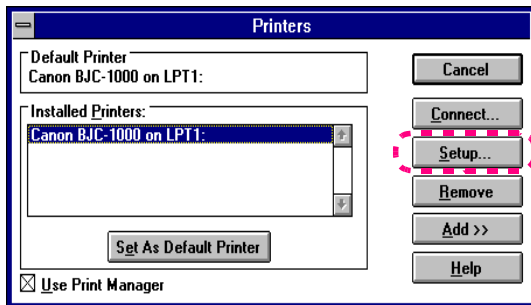 Printers
Default Printer
Canon BJC-1000 on LPT1:
Cancel
Installed Printers:
Canon BJC-1000 on LPT1:
Connect...
Setup...
Remove
Add >>
Set As Default Printer
Help
Use Print Manager